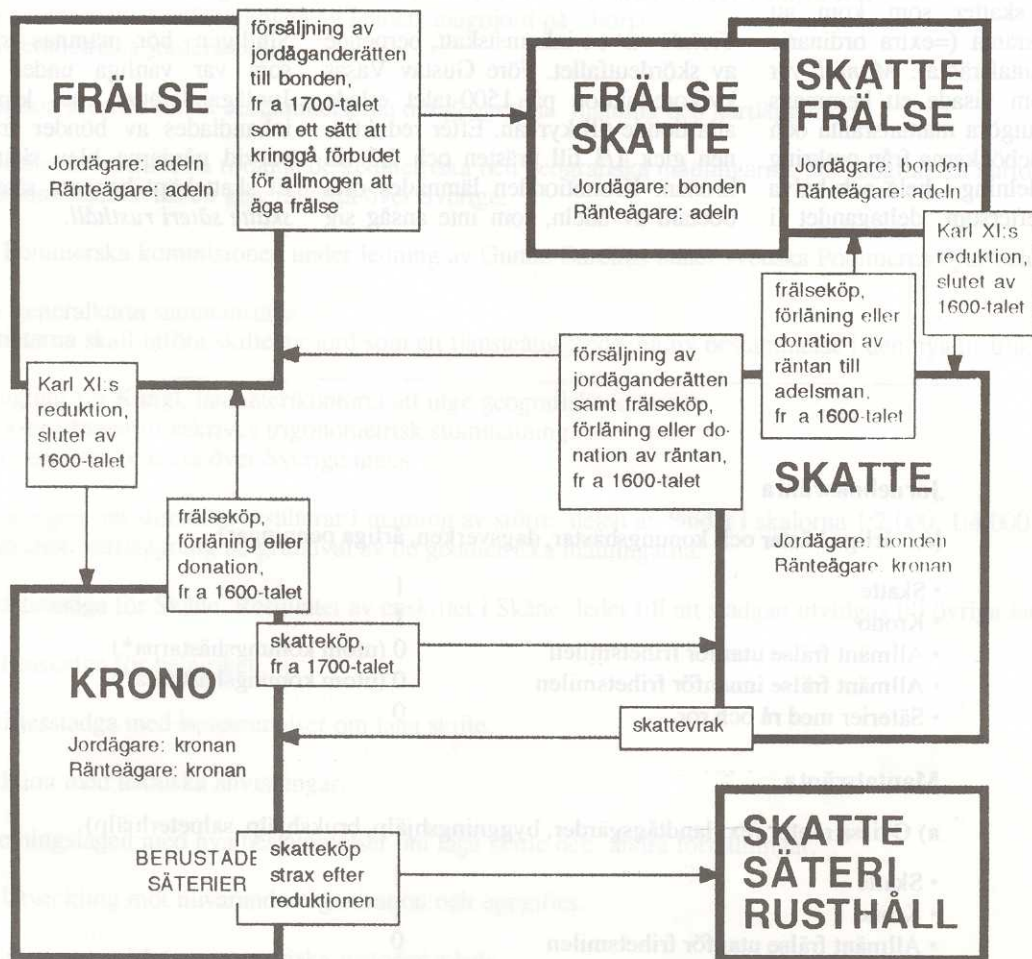 FRÄLSE
Jordägare: adeln
Ränteägare: adeln
försäljning av
jordäganderätten
till bonde,
fr a 1700-talet
som ett sätt att
kringgå förbudet
för allmogen att
äga frälse
FRÄLSE
SKATTE
Jordägare: bonden
Ränteägare: adeln
SKATTE
FRÄLSE
Jordägare: bonden
Ränteägare: adeln
Karl XI:s
reduktion,
slutet av
1600-talet
frälseköp,
förläning eller
donation av
räntan till
adelsman,
fr a 1600-talet
försäljning av
jordäganderätten
samt frälseköp,
förläning eller do-
nation av räntan,
fr a 1600-talet
Karl XI:s
reduktion,
slutet av
1600-talet
SKATTE
Jordägare: bonden
Ränteägare: kronan
frälseköp,
förläning eller
donation,
fr a 1600-talet
skatteköp,
fr a 1700-talet
KRONO
Jordägare: kronan
Ränteägare: kronan
skattevrak
BERUSTADE
SÄTERIER
skatteköp
strax efter
reduktionen
SKATTE
SÄTERI,
RUSTHALL